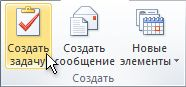 Создать
задачу
Создать
сообщение
Новые
элементы
Создать